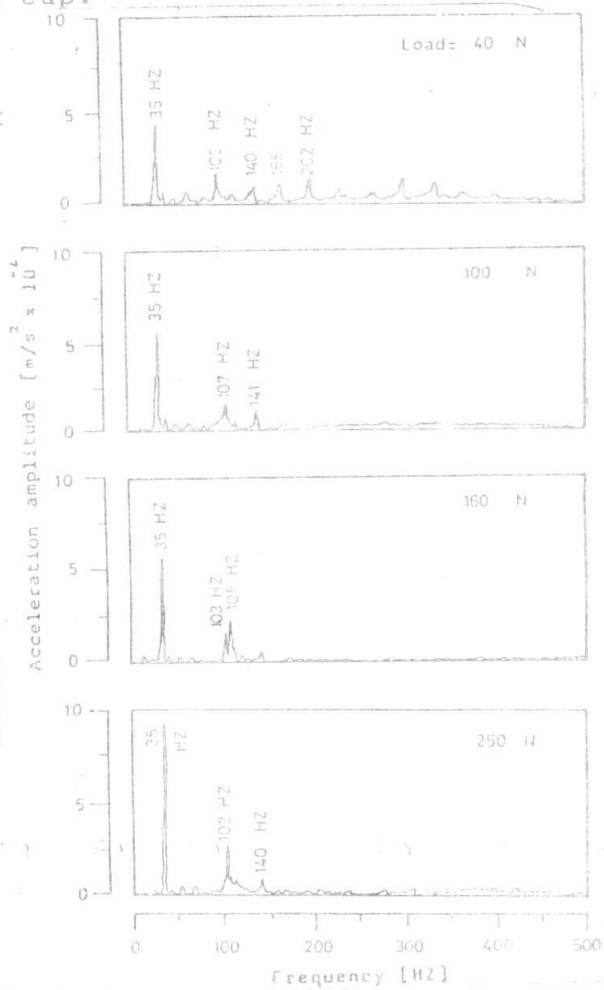 cup.
Acceleration amplitude [m/s² x 10⁻⁴]
10
5
0
Load= 40 N
35 HZ
HZ
140 HZ
202 HZ
10
5
0
100 N
35 HZ
107 HZ
141 HZ
10
5
0
160 N
35 HZ
103 HZ
HZ
10
5
0
250 N
35 HZ
HZ
140 HZ
0 100 200 300 400 500
Frequency [HZ]